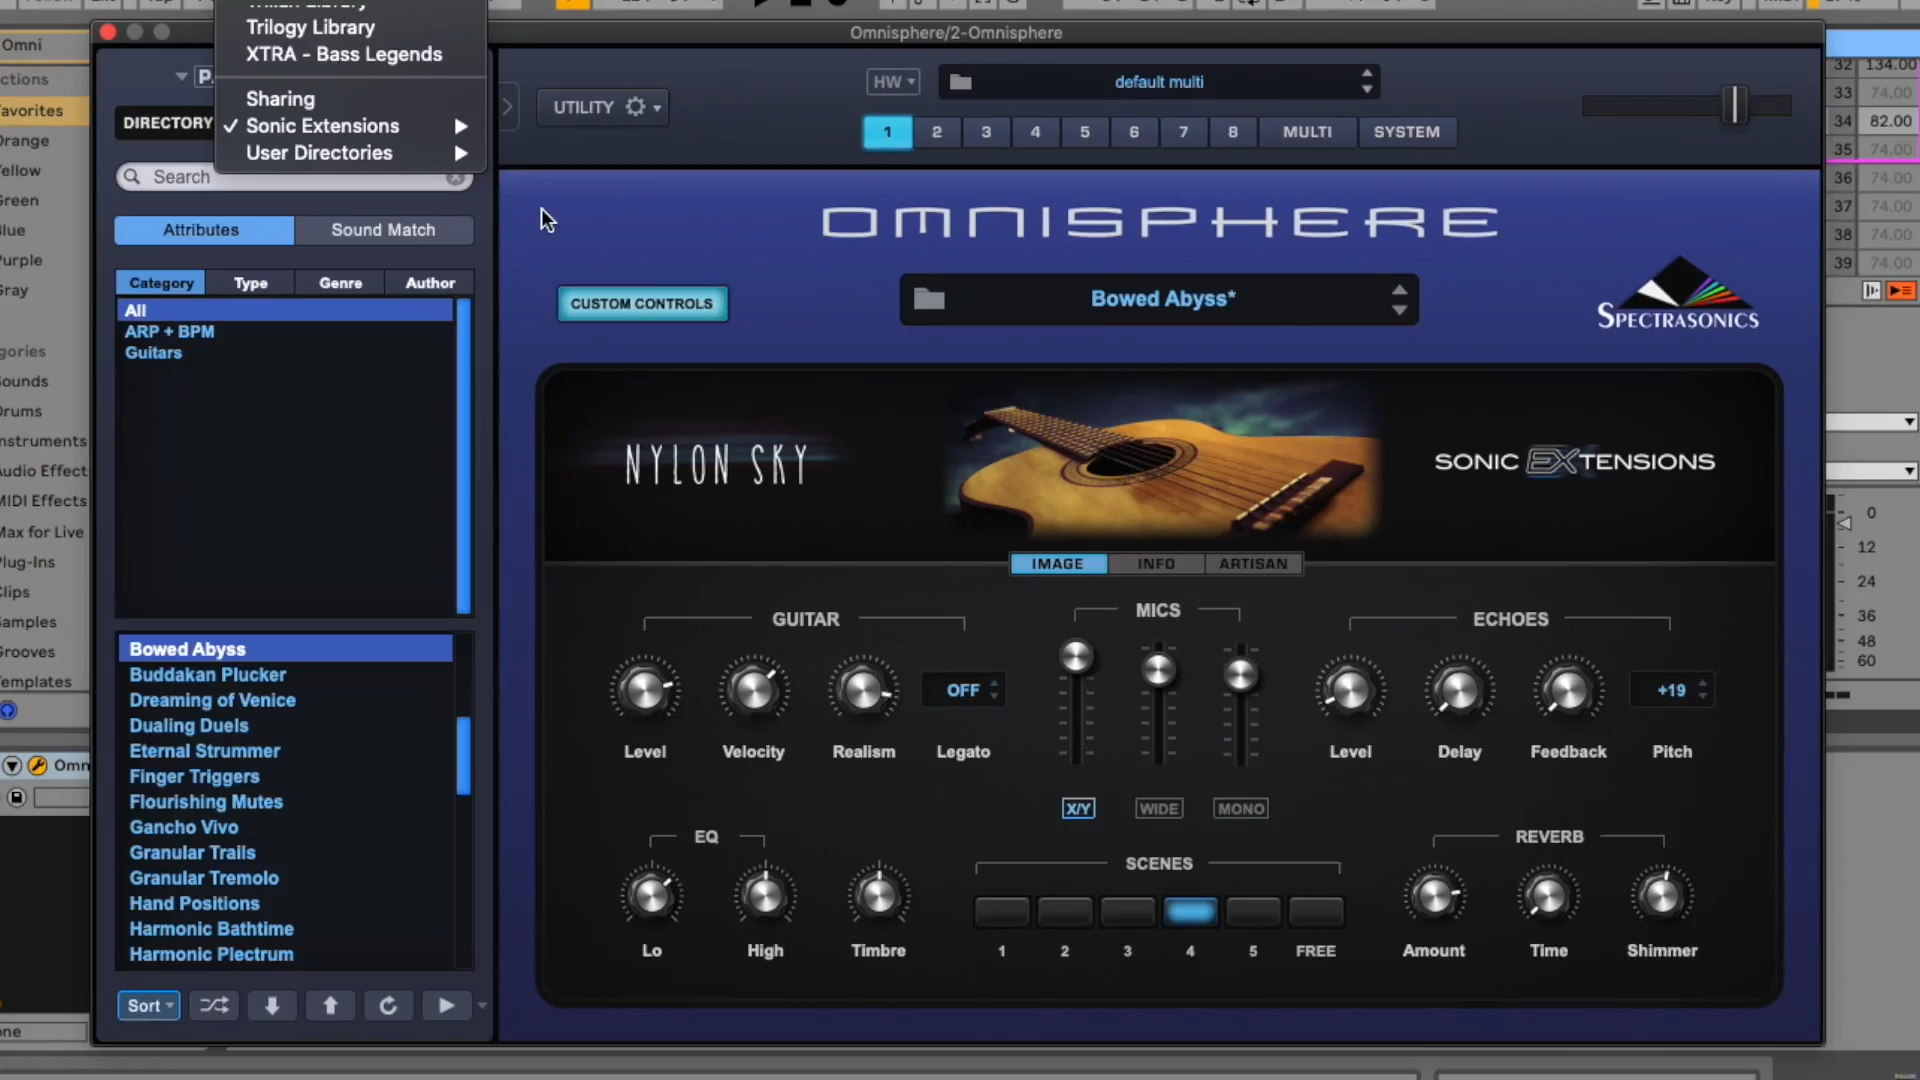 Trilogy Library
XTRA - Bass Legends
Sharing
✓ Sonic Extensions
User Directories
Omnisphere/2-Omnisphere
DIRECTORY
Search
Attributes
Sound Match
Category
Type
Genre
Author
All
ARP + BPM
Guitars
Bowed Abyss
Buddakan Plucker
Dreaming of Venice
Dualing Duels
Eternal Strummer
Finger Triggers
Flourishing Mutes
Gancho Vivo
Granular Trails
Granular Tremolo
Hand Positions
Harmonic Bathtime
Harmonic Plectrum
Sort
UTILITY
HW
default multi
1 2 3 4 5 6 7 8 MULTI SYSTEM
OMNISPHERE
CUSTOM CONTROLS
Bowed Abyss*
SPECTRASONICS
NYLON SKY
SONIC EXTENSIONS
IMAGE INFO ARTISAN
GUITAR
Level Velocity Realism
OFF
Legato
MICS
X/Y WIDE MONO
ECHOES
Level Delay Feedback
+19
Pitch
EQ
Lo High Timbre
SCENES
1 2 3 4 5 FREE
REVERB
Amount Time Shimmer
Omni
ctions
avorites
range
ellow
reen
lue
urple
ray
gories
ounds
rums
nstruments
udio Effect
MIDI Effects
ax for Live
lug-Ins
lips
amples
rooves
emplates
Omn
one
32 134.00
33 74.00
34 82.00
35 74.00
36 74.00
37 74.00
38 74.00
39 74.00
0
12
24
36
48
60